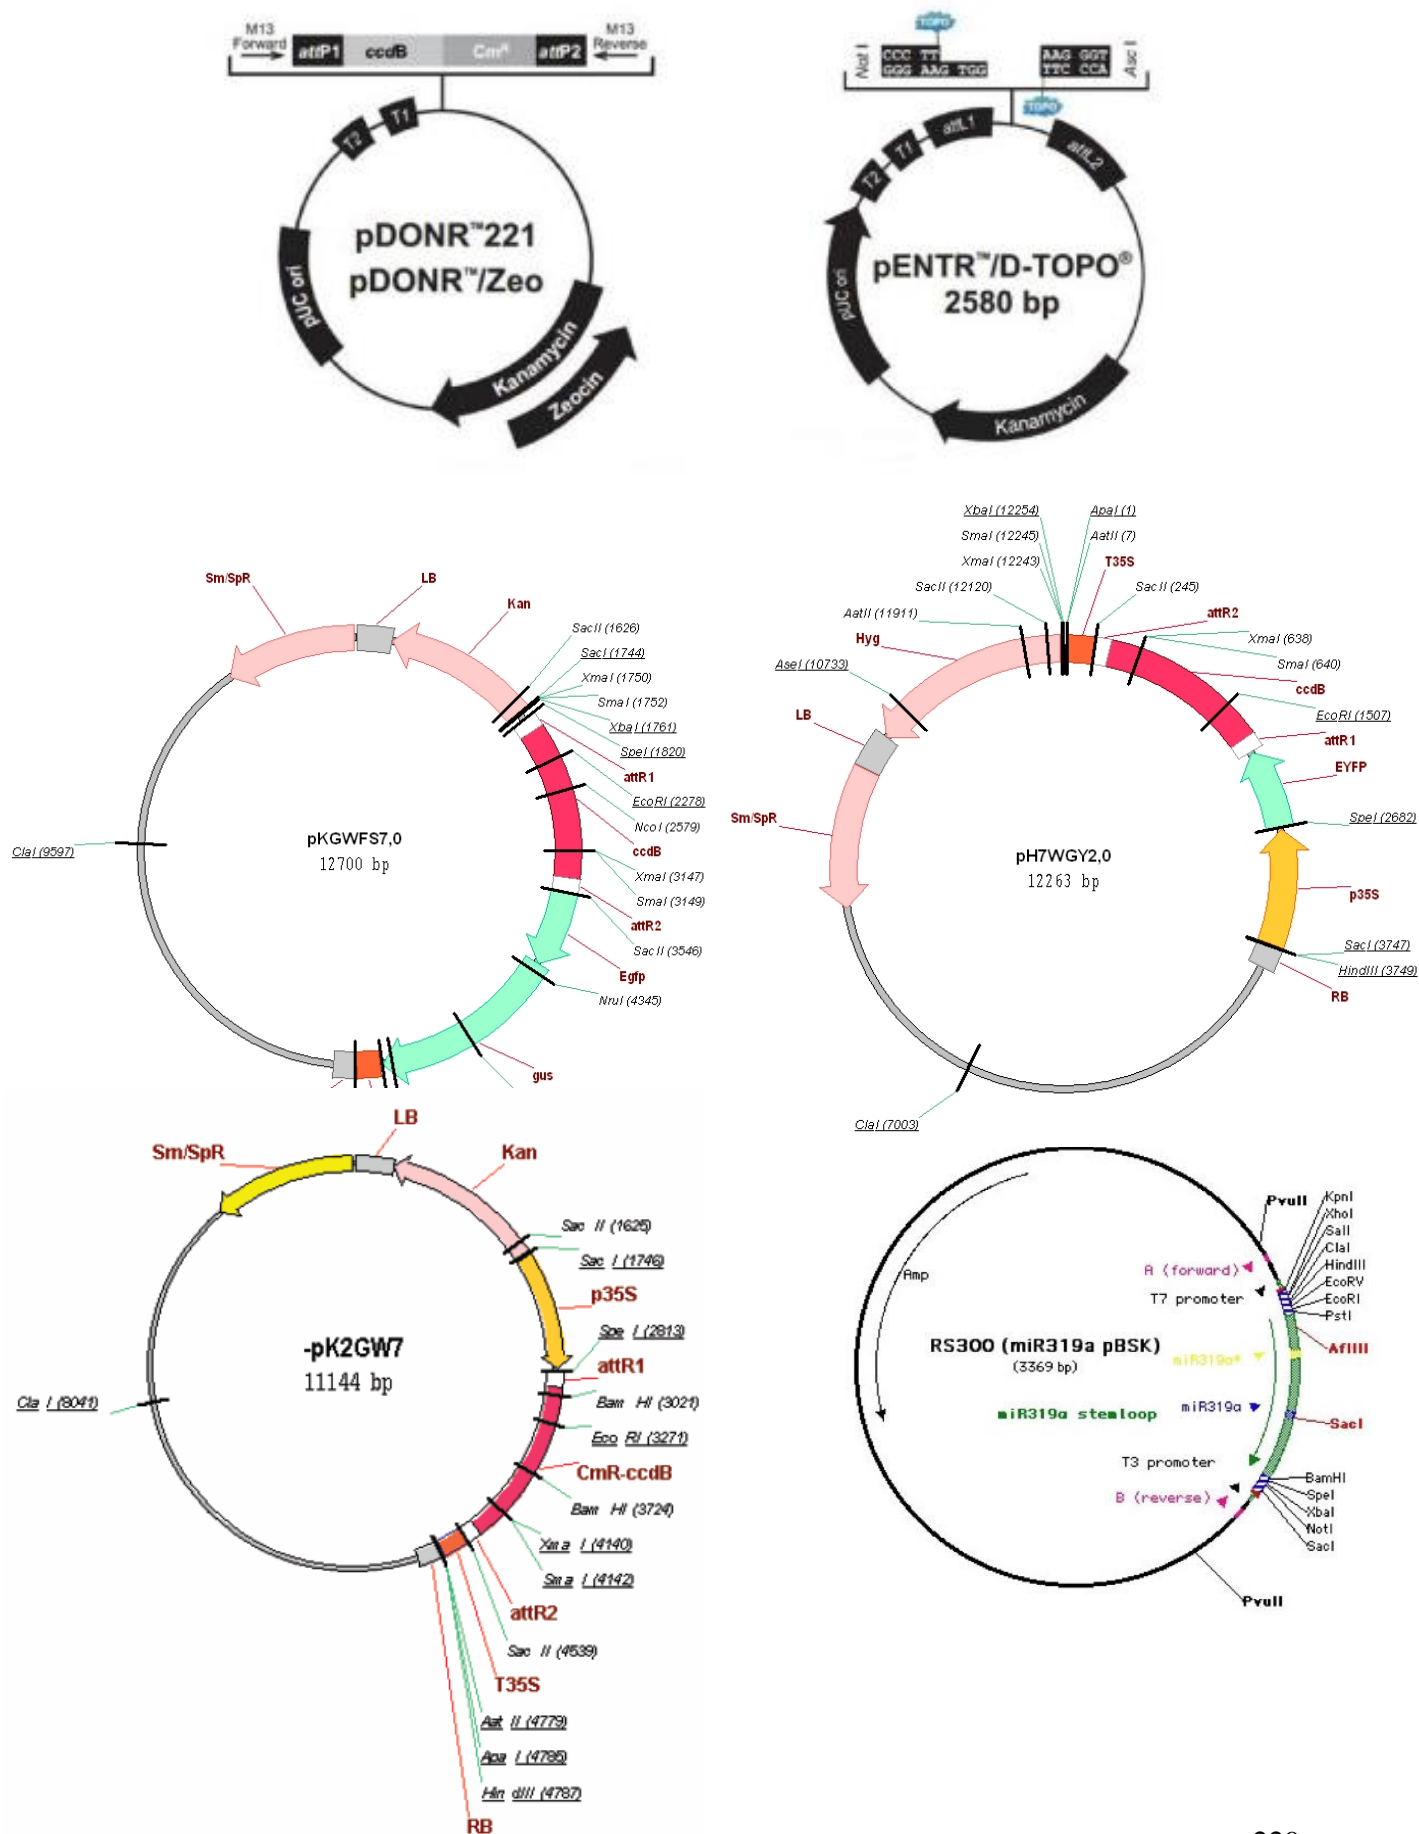 M13
Forward
attP1
ccdB
CmR
attP2
M13
Reverse
T2
T1
pUC ori
pDONR™221
pDONR™/Zeo
Kanamycin
Zeocin
TOPO
Not I
CCC TT
GGG AAG TGG
AAG GGT
TTC CCA
Asc I
TOPO
T2
T1
attL1
attL2
pUC ori
pENTR™/D-TOPO®
2580 bp
Kanamycin
Sm/SpR
LB
Kan
SacII (1626)
SacI (1744)
XmaI (1750)
SmaI (1752)
XbaI (1761)
SpeI (1820)
attR1
EcoRI (2278)
NcoI (2579)
ccdB
XmaI (3147)
SmaI (3149)
attR2
SacII (3546)
Egfp
NruI (4345)
gus
ClaI (9597)
pKGWFS7,0
12700 bp
XbaI (12254)
SmaI (12245)
XmaI (12243)
SacII (12120)
AatII (11911)
Hyg
AseI (10733)
LB
Sm/SpR
ApaI (1)
AatII (7)
T35S
SacII (245)
attR2
XmaI (638)
SmaI (640)
ccdB
EcoRI (1507)
attR1
EYFP
SpeI (2682)
p35S
SacI (3747)
HindIII (3749)
RB
ClaI (7003)
pH7WGY2,0
12263 bp
LB
Sm/SpR
Kan
Sac II (1625)
Sac I (1746)
p35S
Spe I (2813)
attR1
Bam HI (3021)
Eco RI (3271)
CmR-ccdB
Bam HI (3724)
Xma I (4140)
Sma I (4142)
attR2
Sac II (4539)
T35S
Aat II (4779)
Apa I (4785)
Hin dIII (4787)
RB
Cla I (8041)
-pK2GW7
11144 bp
PvuII
KpnI
XhoI
SalI
ClaI
HindIII
EcoRV
EcoRI
PstI
AflIII
SacI
BamHI
SpeI
XbaI
NotI
SacI
PvuII
Amp
A (forward)
T7 promoter
RS300 (miR319a pBSK)
(3369 bp)
miR319a*
miR319a
miR319a stemloop
T3 promoter
B (reverse)